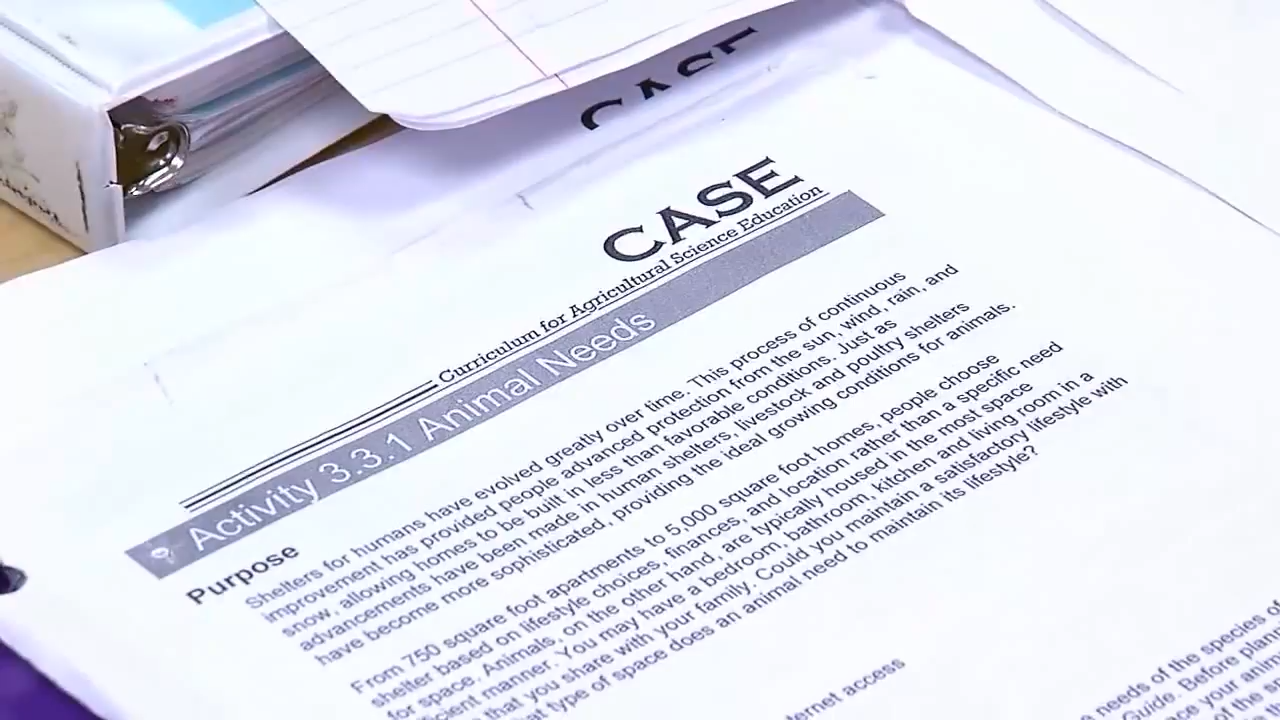 CASE
CASE
Curriculum for Agricultural Science Education
Activity 3.3.1 Animal Needs
Purpose
Shelters for humans have evolved greatly over time. This process of continuous
improvement has provided people advanced protection from the sun, wind, rain, and
snow, allowing homes to be built in less than favorable conditions. Just as
advancements have been made in human shelters, livestock and poultry shelters
have become more sophisticated, providing the ideal growing conditions for animals.
From 750 square foot apartments to 5,000 square foot homes, people choose
shelter based on lifestyle choices, finances, and location rather than a specific need
for space. Animals, on the other hand, are typically housed in the most space
manner. You may have a bedroom, bathroom, kitchen and living room in a
that you share with your family. Could you maintain a satisfactory lifestyle with
type of space does an animal need to maintain its lifestyle?
access
needs of the species of
Guide. Before
your
of the